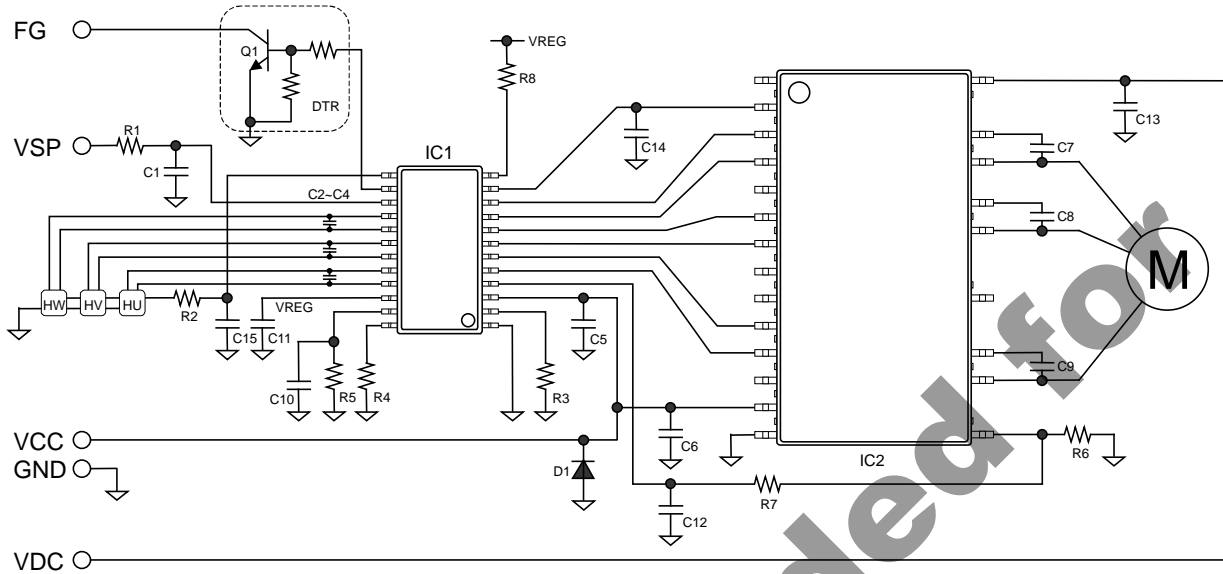 FG
Q1
DTR
VREG
R8
VSP
R1
C1
IC1
C2~C4
C14
C13
C7
C8
M
HW
HV
HU
R2
VREG
C15
C11
C5
C9
C10
R5
R4
R3
VCC
GND
D1
C6
IC2
R6
R7
C12
VDC
ded for